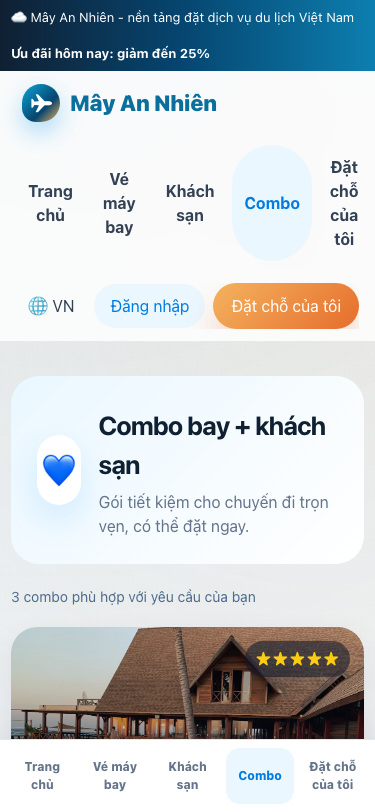 ☁️ Mây An Nhiên - nền tảng đặt dịch vụ du lịch Việt Nam
Ưu đãi hôm nay: giảm đến 25%
Mây An Nhiên
Trang
chủ
Vé
máy
bay
Khách
sạn
Combo
Đặt
chỗ
của
tôi
🌐 VN
Đăng nhập
Đặt chỗ của tôi
Combo bay + khách
sạn
Gói tiết kiệm cho chuyến đi trọn
vẹn, có thể đặt ngay.
3 combo phù hợp với yêu cầu của bạn
Trang
chủ
Vé máy
bay
Khách
sạn
Combo
Đặt chỗ
của tôi